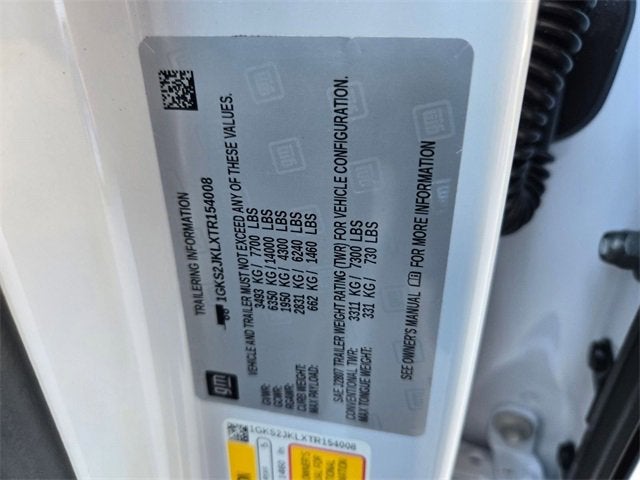 TRAILERING INFORMATION
1GKS2JKLXTR154008
VEHICLE AND TRAILER MUST NOT EXCEED ANY OF THESE VALUES.
GVWR: 3493 KG / 7700 LBS
GCWR: 6350 KG / 14000 LBS
RGAWR: 1950 KG / 4300 LBS
CURB WEIGHT: 2831 KG / 6240 LBS
MAX PAYLOAD: 662 KG / 1460 LBS
SAE J2807 TRAILER WEIGHT RATING (TWR) FOR VEHICLE CONFIGURATION.
CONVENTIONAL TWR: 3311 KG / 7300 LBS
MAX TONGUE WEIGHT: 331 KG / 730 LBS
SEE OWNER'S MANUAL FOR MORE INFORMATION
gm
1GKS2JKLXTR154008
OWNER'S